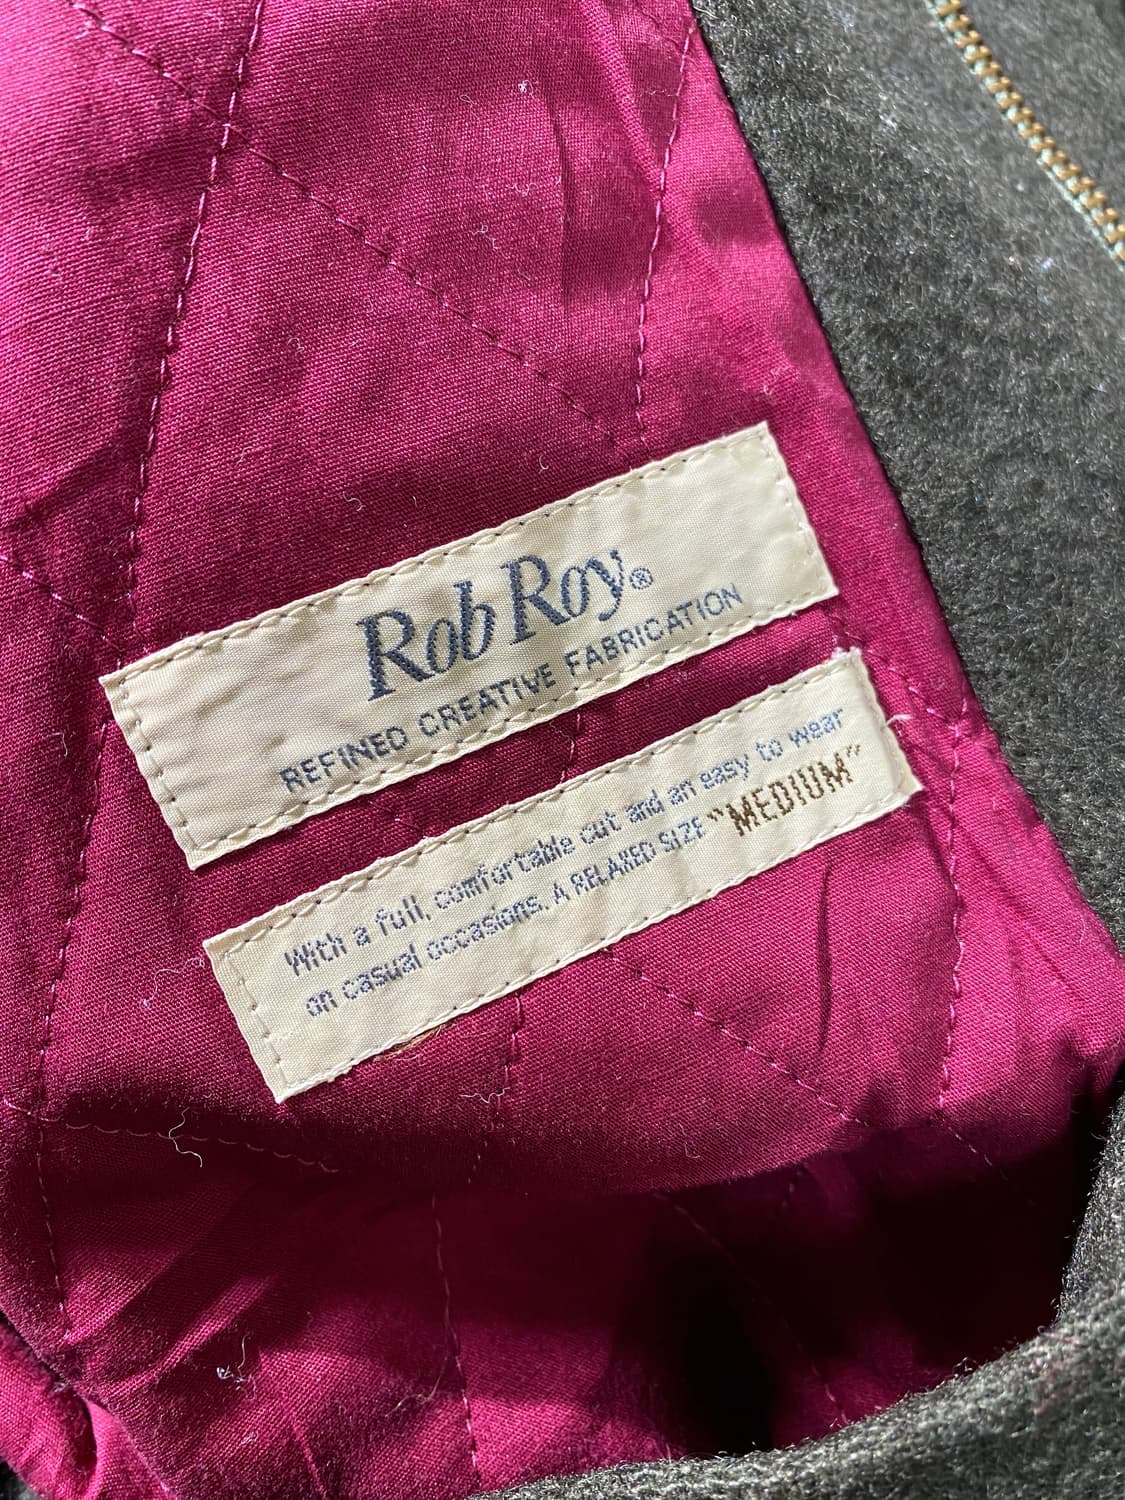 Rob Roy®
REFINED CREATIVE FABRICATION
With a full, comfortable cut and an easy to wear
on casual occasions. A RELAXED SIZE "MEDIUM"